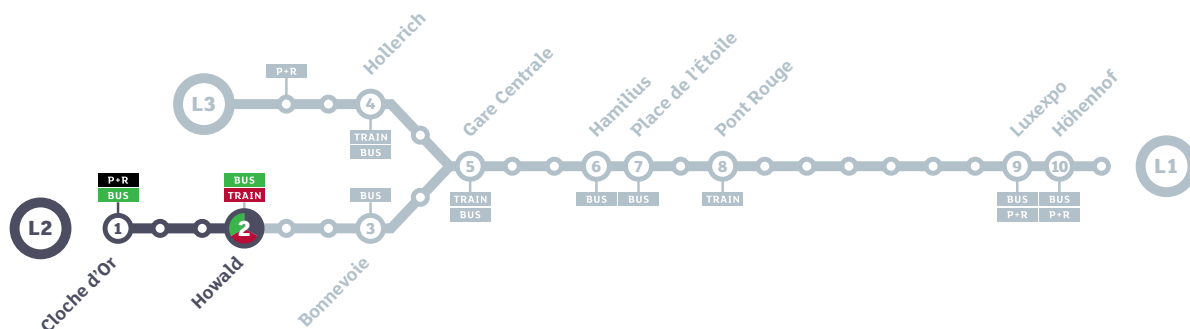 Hollerich
Gare Centrale
Hamilius
Place de l'Étoile
Pont Rouge
Luxexpo
Höhenhof
P+R
L3
4
TRAIN
BUS
5
TRAIN
BUS
6
BUS
7
BUS
8
TRAIN
9
BUS
P+R
10
BUS
P+R
L1
L2
P+R
BUS
1
BUS
TRAIN
2
BUS
3
Cloche d'Or
Howald
Bonnevoie